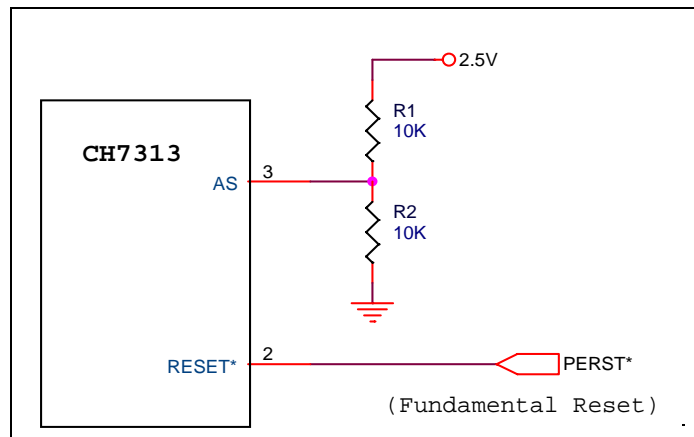 2.5V
R1
10K
CH7313
3
AS
R2
10K
2
RESET*
PERST*
(Fundamental Reset)